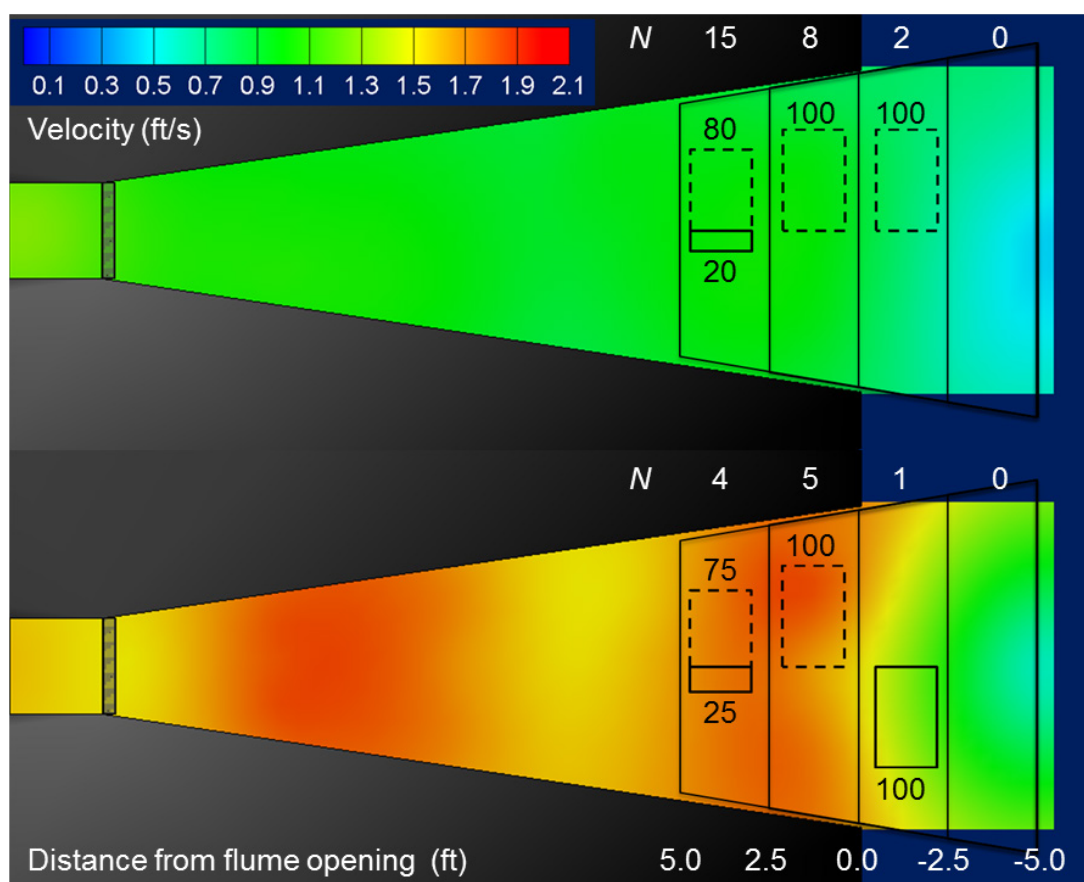 N 15 8 2 0
0.1 0.3 0.5 0.7 0.9 1.1 1.3 1.5 1.7 1.9 2.1
Velocity (ft/s)
80 100 100
20
N 4 5 1 0
75 100
25
100
Distance from flume opening (ft) 5.0 2.5 0.0 -2.5 -5.0